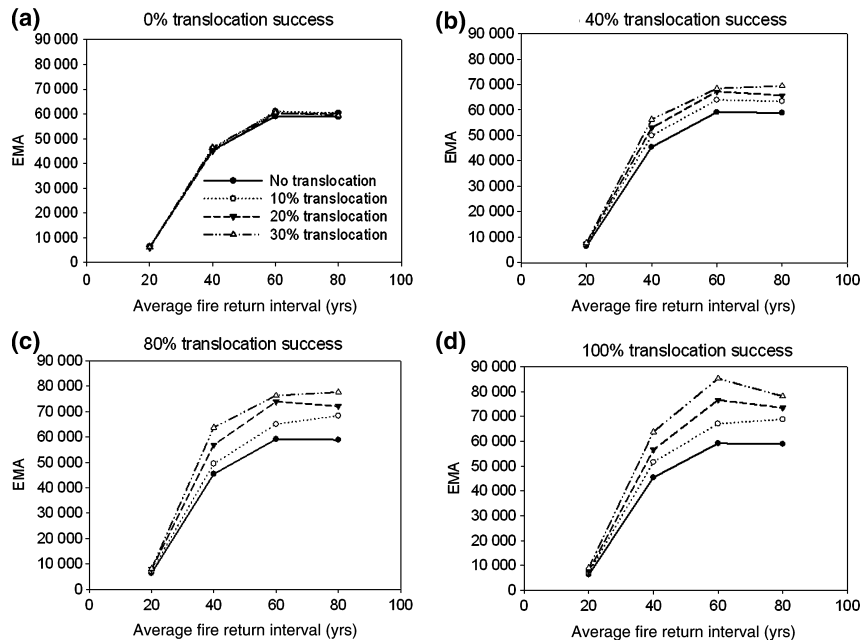 (a)
0% translocation success
90 000
80 000
70 000
60 000
50 000
40 000
30 000
20 000
10 000
0
EMA
No translocation
10% translocation
20% translocation
30% translocation
0 20 40 60 80 100
Average fire return interval (yrs)
(b)
40% translocation success
90 000
80 000
70 000
60 000
50 000
40 000
30 000
20 000
10 000
0
EMA
0 20 40 60 80 100
Average fire return interval (yrs)
(c)
80% translocation success
90 000
80 000
70 000
60 000
50 000
40 000
30 000
20 000
10 000
0
EMA
0 20 40 60 80 100
Average fire return interval (yrs)
(d)
100% translocation success
90 000
80 000
70 000
60 000
50 000
40 000
30 000
20 000
10 000
0
EMA
0 20 40 60 80 100
Average fire return interval (yrs)